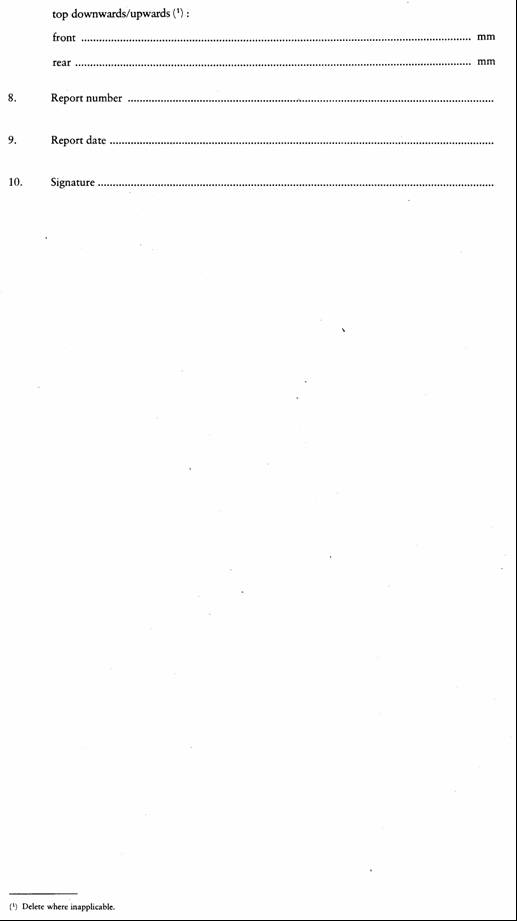 top downwards/upwards (¹) :
front ........................................................................ mm
rear ........................................................................ mm
8. Report number ........................................................................
9. Report date ........................................................................
10. Signature ........................................................................
(¹) Delete where inapplicable.